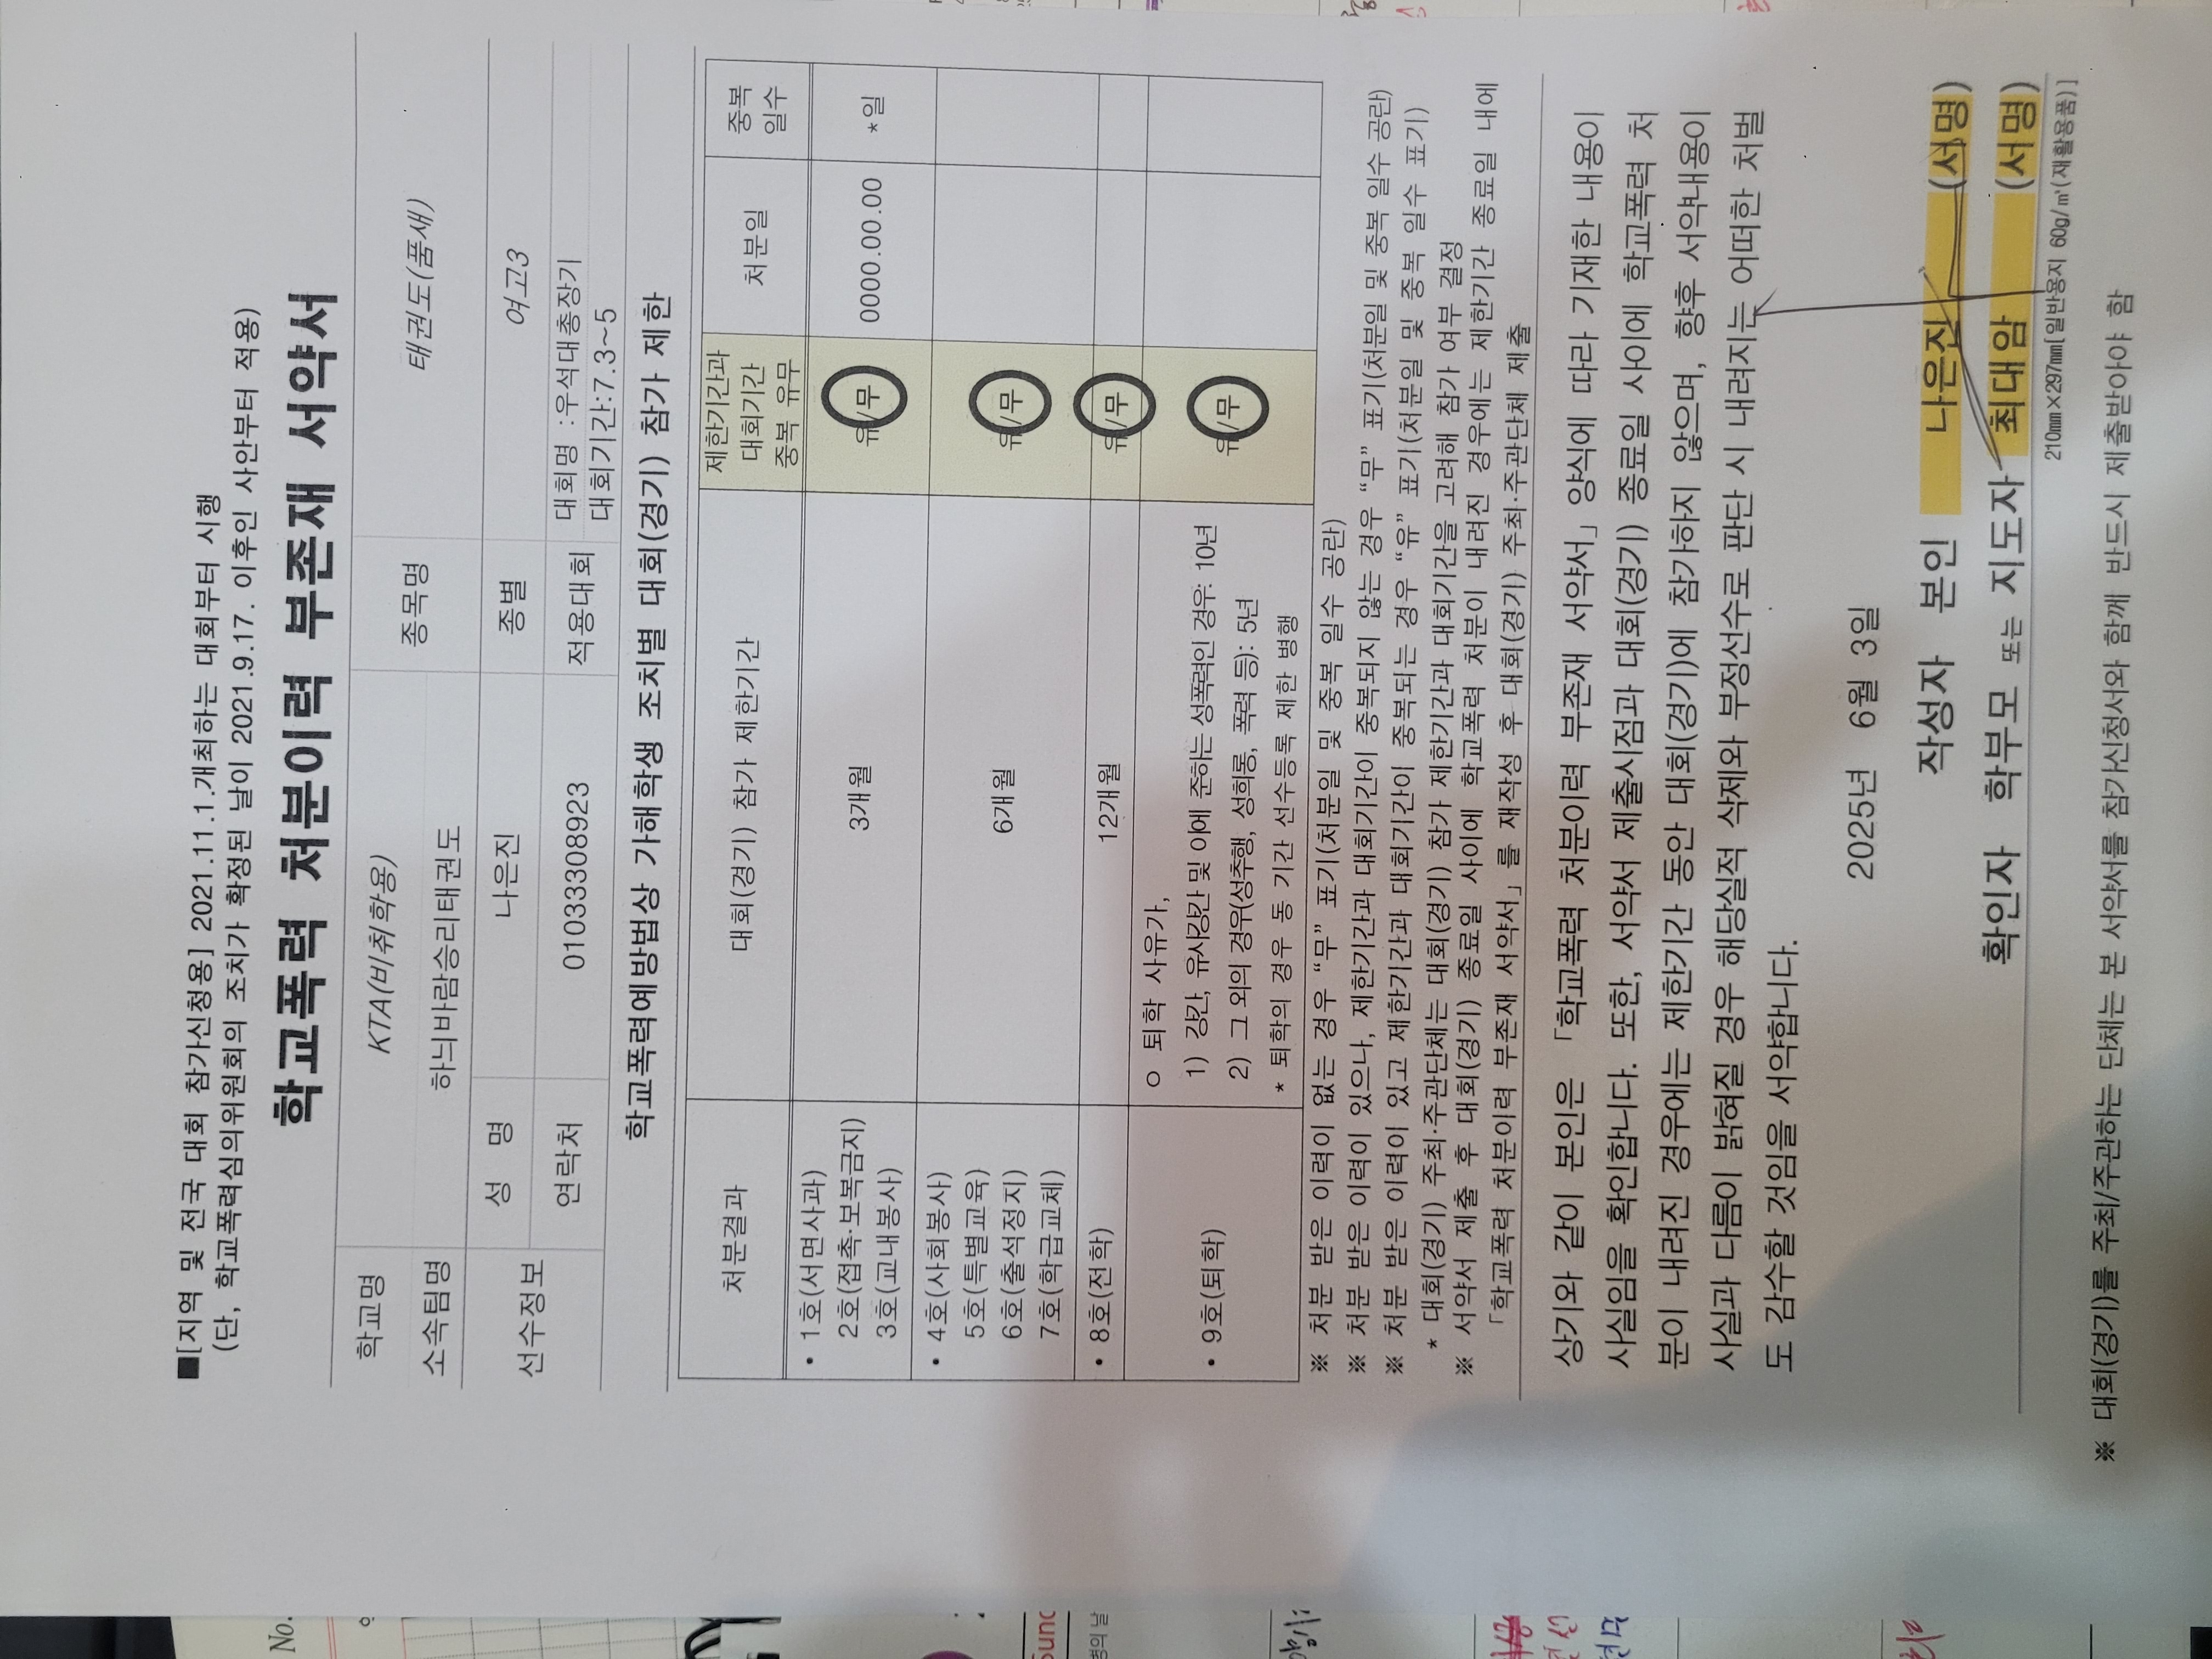 ■[지역 및 전국 대회 참가신청용] 2021.11.1.개최하는 대회부터 시행
(단, 학교폭력심의위원회의 조치가 확정된 날이 2021.9.17. 이후인 사안부터 적용)
학교폭력 처분이력 부존재 서약서
학교명 KTA(비취학용) 종목명 태권도(품새)
소속팀명 하늬바람승리태권도
선수정보 성 명 나은진 종별 여고3
연락처 01033308923 적용대회 대회명 :우석대총장기
대회기간:7.3~5
학교폭력예방법상 가해학생 조치별 대회(경기) 참가 제한
처분결과 대회(경기) 참가 제한기간 제한기간과 대회기간 중복 유무 처분일 중복 일수
• 1호(서면사과)
2호(접촉·보복금지) 3개월 유/무 0000.00.00 *일
3호(교내봉사)
• 4호(사회봉사)
5호(특별교육) 6개월 유/무
6호(출석정지)
7호(학급교체)
• 8호(전학) 12개월 유/무
• 9호(퇴학) ㅇ 퇴학 사유가, 유/무
1) 강간, 유사강간 및 이에 준하는 성폭력인 경우: 10년
2) 그 외의 경우(성추행, 성희롱, 폭력 등): 5년
* 퇴학의 경우 동 기간 선수등록 제한 병행
※ 처분 받은 이력이 없는 경우 “무” 표기(처분일 및 중복 일수 공란)
※ 처분 받은 이력이 있으나, 제한기간과 대회기간이 중복되지 않는 경우 “무” 표기(처분일 및 중복 일수 공란)
※ 처분 받은 이력이 있고 제한기간과 대회기간이 중복되는 경우 “유” 표기(처분일 및 중복 일수 표기)
* 대회(경기) 주최·주관단체는 대회(경기) 참가 제한기간과 대회기간을 고려해 참가 여부 결정
※ 서약서 제출 후 대회(경기) 종료일 사이에 학교폭력 처분이 내려진 경우에는 제한기간 종료일 내에
「학교폭력 처분이력 부존재 서약서」를 재작성 후 대회(경기) 주최·주관단체 제출
상기와 같이 본인은 「학교폭력 처분이력 부존재 서약서」 양식에 따라 기재한 내용이
사실임을 확인합니다. 또한, 서약서 제출시점과 대회(경기) 종료일 사이에 학교폭력 처
분이 내려진 경우에는 제한기간 동안 대회(경기)에 참가하지 않으며, 향후 서약내용이
사실과 다름이 밝혀질 경우 해당실적 삭제와 부정선수로 판단 시 내려지는 어떠한 처벌
도 감수할 것임을 서약합니다.
2025년 6월 3일
작성자 본인 나은진 (서명)
확인자 학부모 또는 지도자 최대암 (서명)
210㎜×297㎜[일반용지 60g/㎡(재활용품)]
※ 대회(경기)를 주최/주관하는 단체는 본 서약서를 참가신청서와 함께 반드시 제출받아야 함
No.